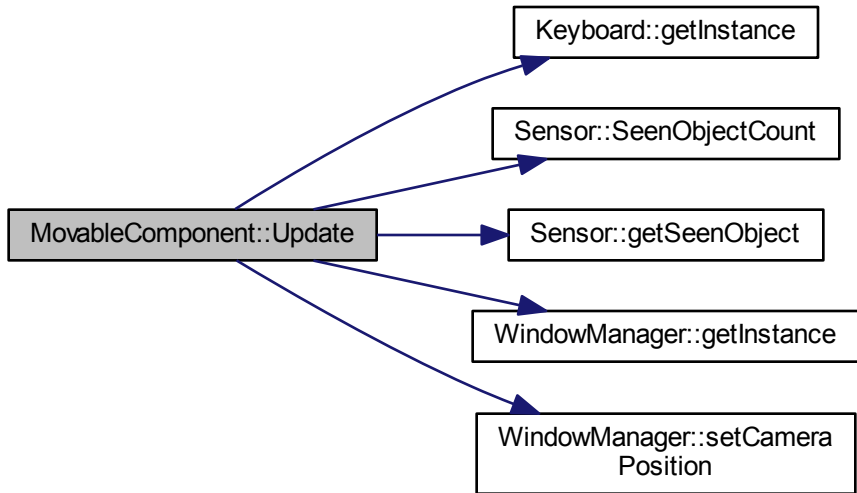 Keyboard::getInstance
Sensor::SeenObjectCount
MovableComponent::Update
Sensor::getSeenObject
WindowManager::getInstance
WindowManager::setCamera
Position